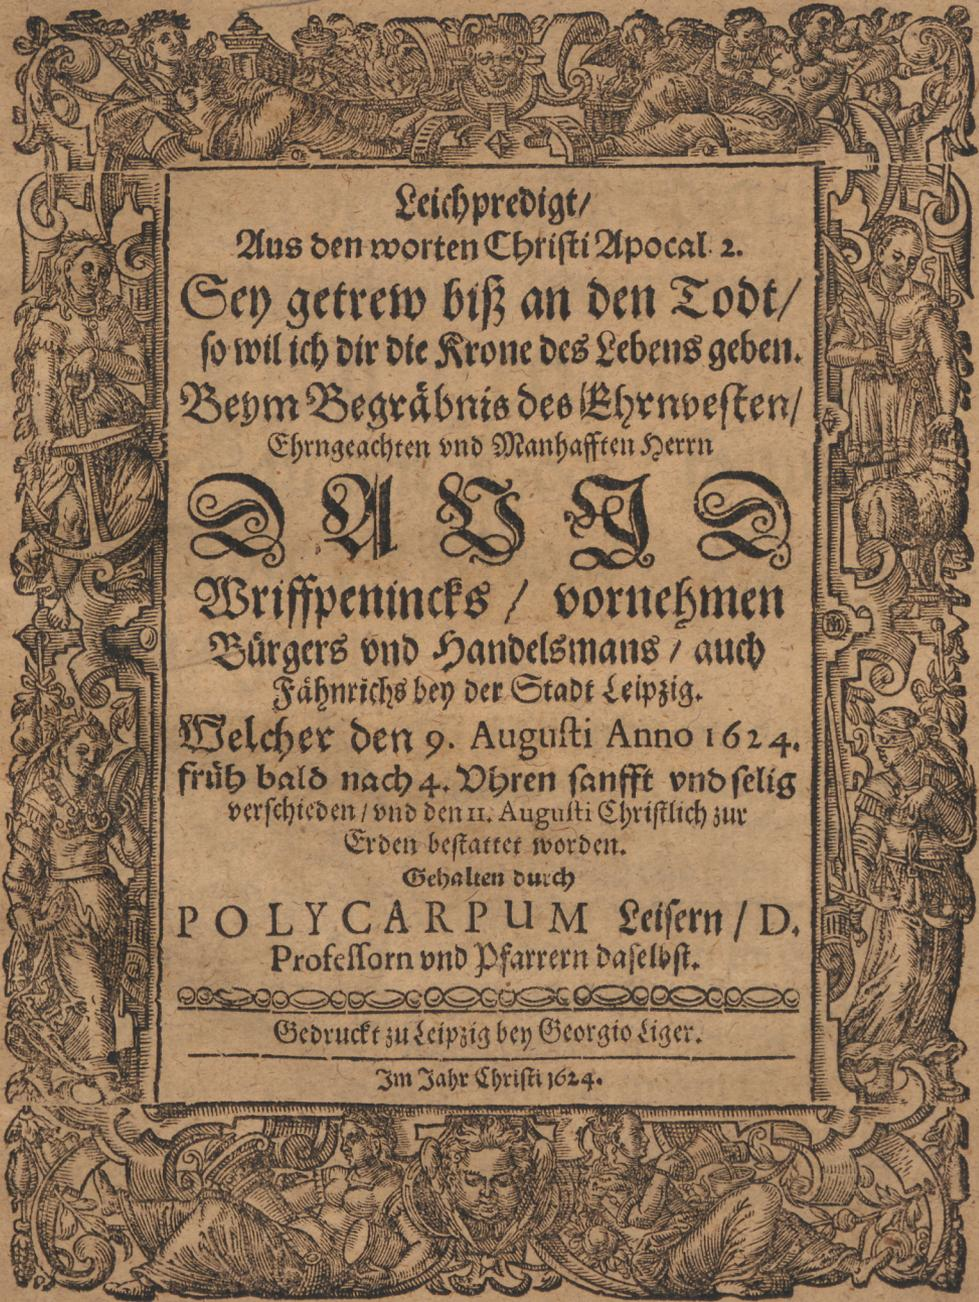 Leichpredigt/
Aus den worten Christi Apocal. 2.
Sey getrew biß an den Todt/
so wil ich dir die Krone des Lebens geben.
Beym Begräbnis des Ehrnvesten/
Ehrngeachten vnd Manhafften Herrn
DAVID
Wriffpenincks / vornehmen
Bürgers vnd Handelsmans / auch
Fähnrichs bey der Stadt Leipzig.
Welcher den 9. Augusti Anno 1624.
früh bald nach 4. Vhren sanfft vnd selig
verschieden/ vnd den 11. Augusti Christlich zur
Erden bestattet worden.
Gehalten durch
POLYCARPUM Leisern / D.
Professorn vnd Pfarrern daselbst.
Gedruckt zu Leipzig bey Georgio Liger.
Im Jahr Christi 1624.